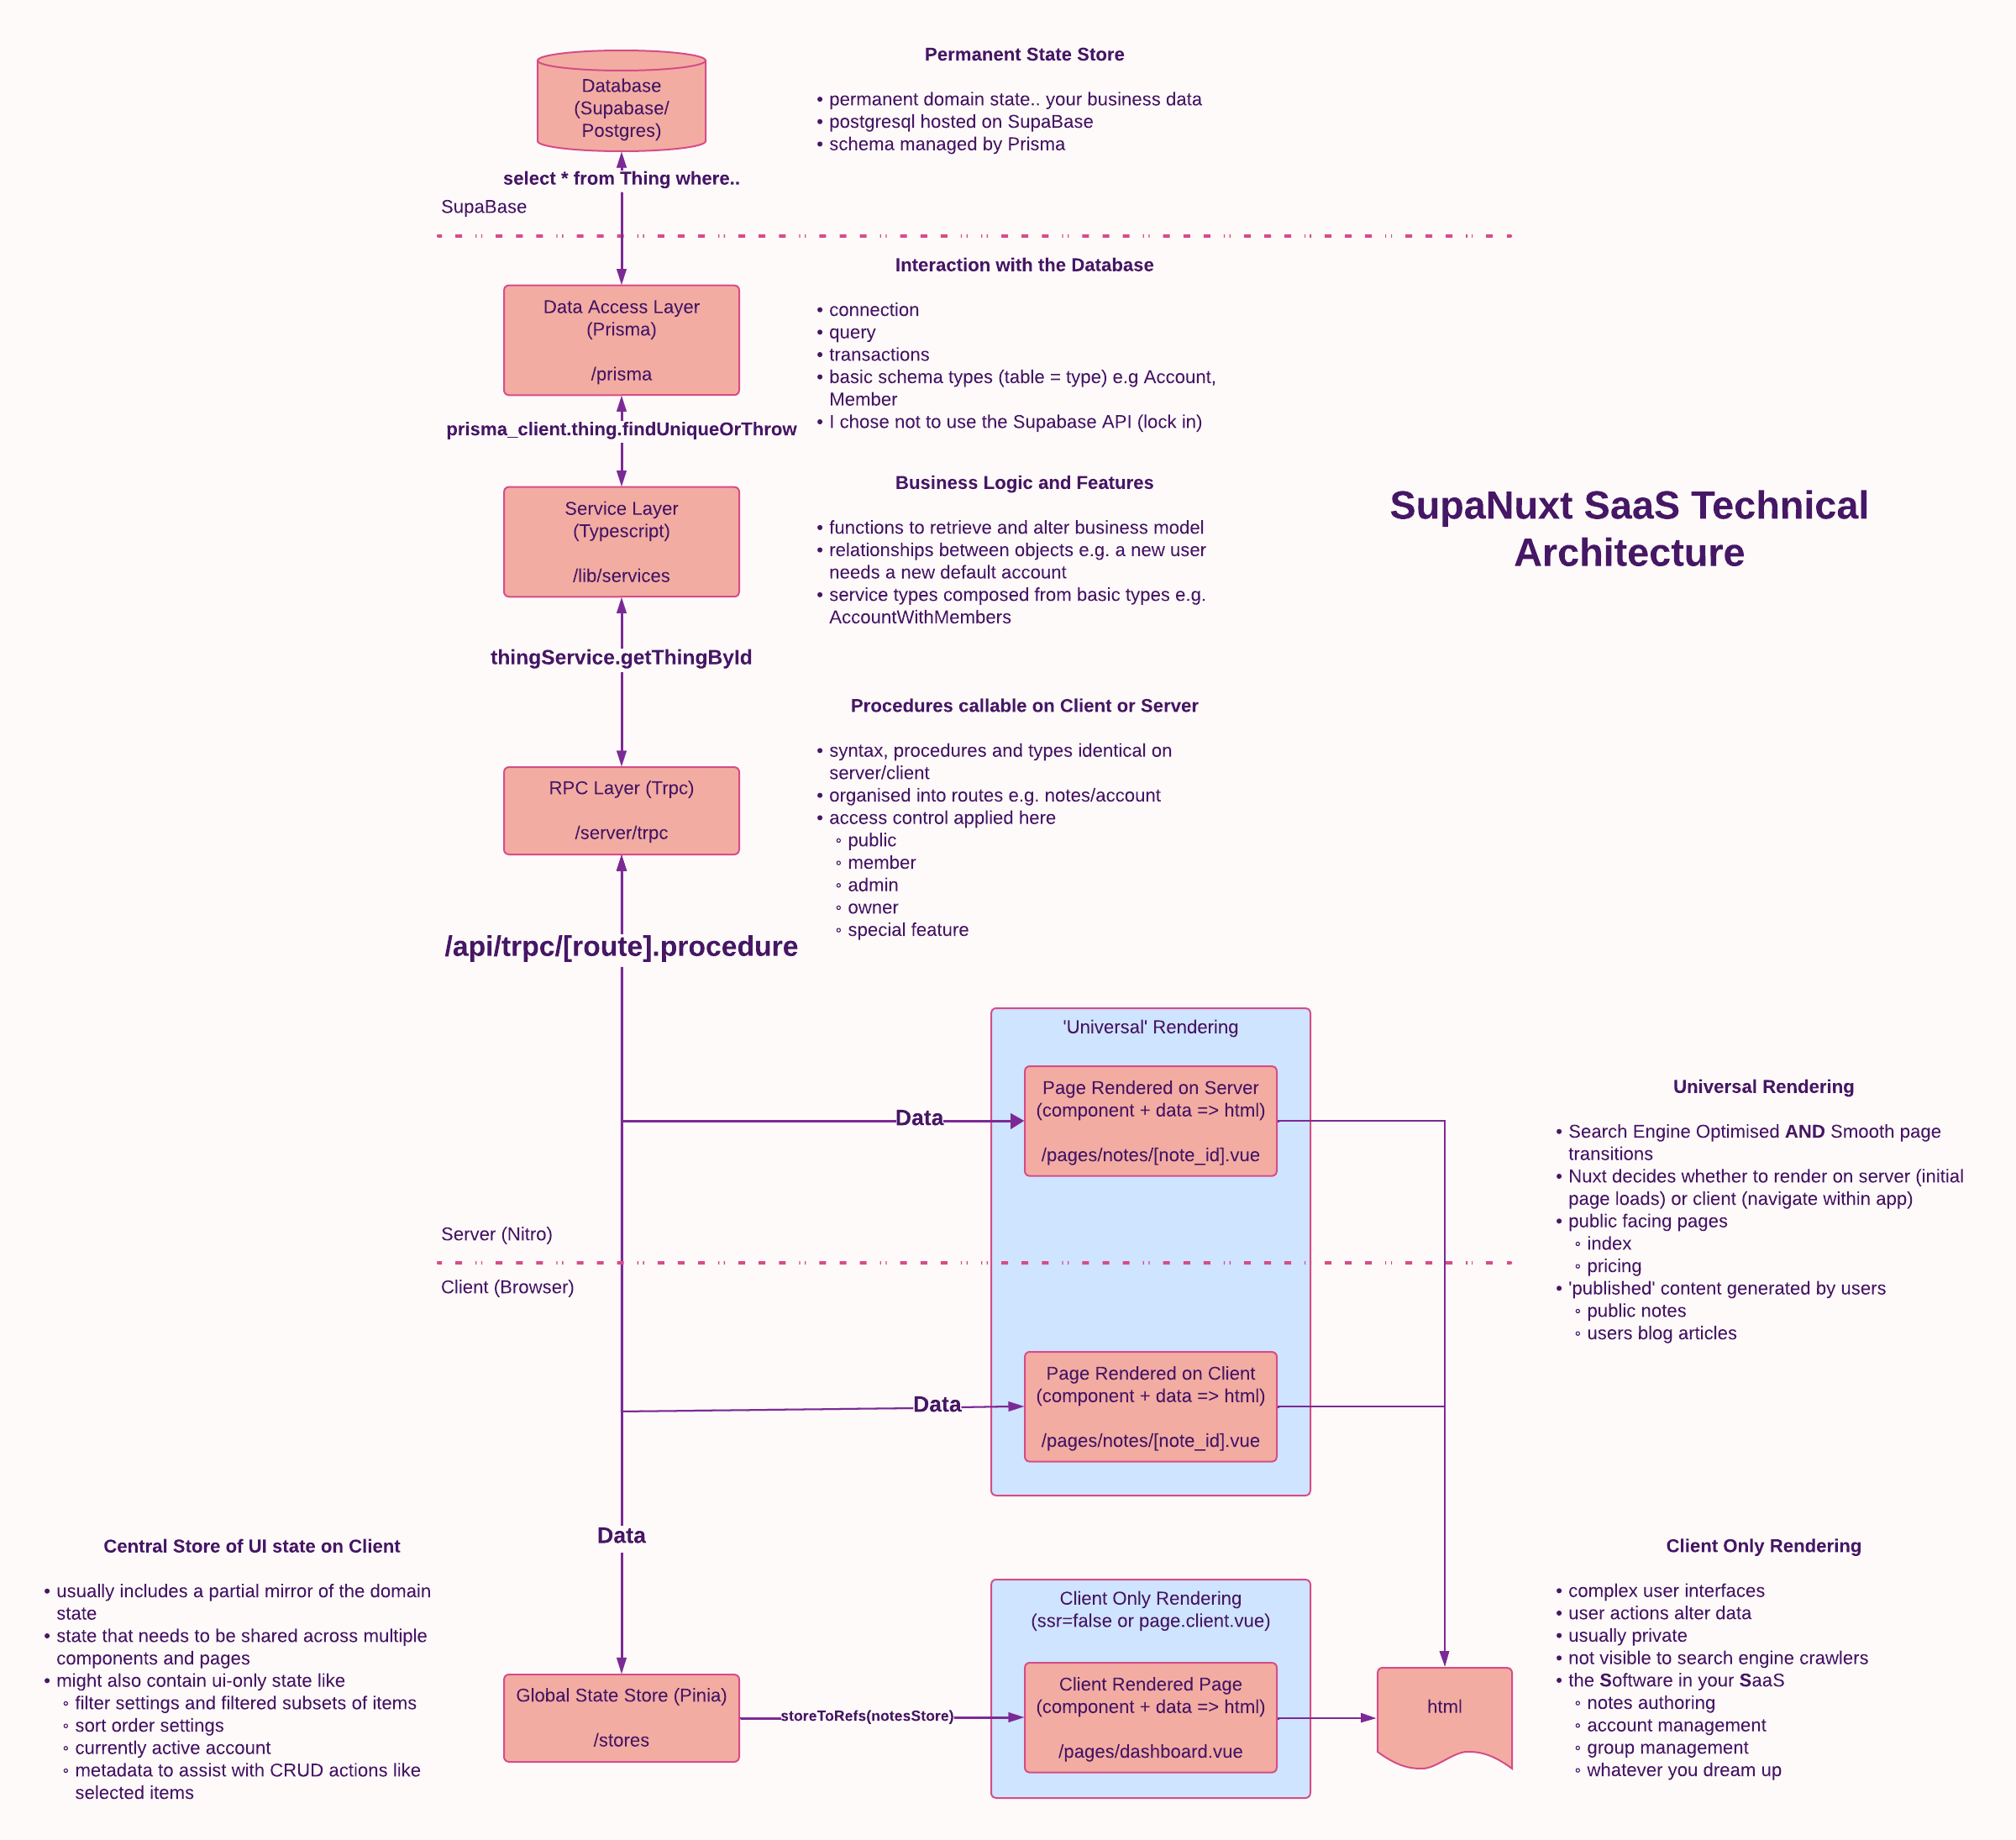 Database
(Supabase/
Postgres)
Permanent State Store
• permanent domain state.. your business data
• postgresql hosted on SupaBase
• schema managed by Prisma
select * from Thing where..
SupaBase
Data Access Layer
(Prisma)
/prisma
Interaction with the Database
• connection
• query
• transactions
• basic schema types (table = type) e.g Account,
Member
• I chose not to use the Supabase API (lock in)
prisma_client.thing.findUniqueOrThrow
Service Layer
(Typescript)
/lib/services
Business Logic and Features
• functions to retrieve and alter business model
• relationships between objects e.g. a new user
needs a new default account
• service types composed from basic types e.g.
AccountWithMembers
SupaNuxt SaaS Technical
Architecture
thingService.getThingById
RPC Layer (Trpc)
/server/trpc
Procedures callable on Client or Server
• syntax, procedures and types identical on
server/client
• organised into routes e.g. notes/account
• access control applied here
◦ public
◦ member
◦ admin
◦ owner
◦ special feature
/api/trpc/[route].procedure
'Universal' Rendering
Data
Page Rendered on Server
(component + data => html)
/pages/notes/[note_id].vue
Server (Nitro)
Client (Browser)
Data
Page Rendered on Client
(component + data => html)
/pages/notes/[note_id].vue
Universal Rendering
• Search Engine Optimised AND Smooth page
transitions
• Nuxt decides whether to render on server (initial
page loads) or client (navigate within app)
• public facing pages
◦ index
◦ pricing
• 'published' content generated by users
◦ public notes
◦ users blog articles
Data
Central Store of UI state on Client
• usually includes a partial mirror of the domain
state
• state that needs to be shared across multiple
components and pages
• might also contain ui-only state like
◦ filter settings and filtered subsets of items
◦ sort order settings
◦ currently active account
◦ metadata to assist with CRUD actions like
selected items
Global State Store (Pinia)
/stores
storeToRefs(notesStore)
Client Only Rendering
(ssr=false or page.client.vue)
Client Rendered Page
(component + data => html)
/pages/dashboard.vue
html
Client Only Rendering
• complex user interfaces
• user actions alter data
• usually private
• not visible to search engine crawlers
• the Software in your SaaS
◦ notes authoring
◦ account management
◦ group management
◦ whatever you dream up